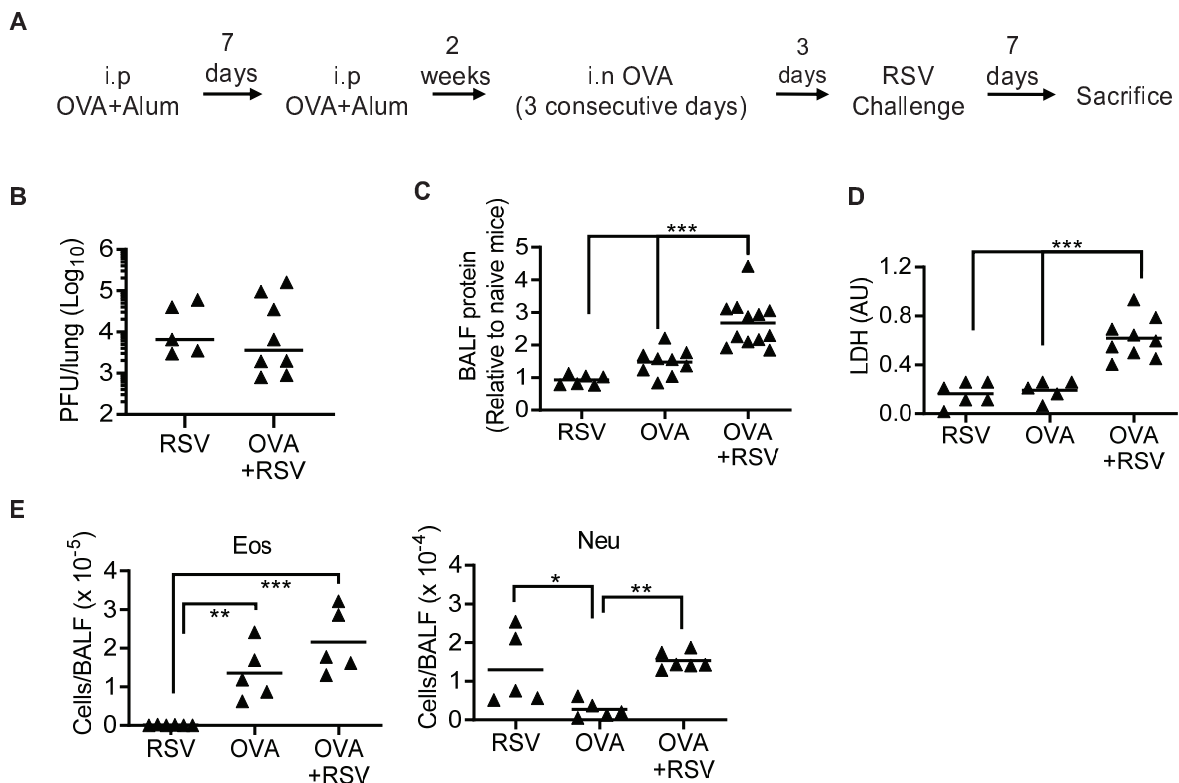 A
7
days
2
weeks
3
days
7
days
i.p
OVA+Alum
i.p
OVA+Alum
i.n OVA
(3 consecutive days)
RSV
Challenge
Sacrifice
B
PFU/lung (Log10)
6
5
4
3
2
RSV
OVA
+RSV
C
BALF protein
(Relative to naive mice)
5
4
3
2
1
0
***
RSV
OVA
OVA
+RSV
D
LDH (AU)
1.2
0.8
0.4
0.0
***
RSV
OVA
OVA
+RSV
E
Eos
Cells/BALF (x 10-5)
4
3
2
1
0
***
**
RSV
OVA
OVA
+RSV
Neu
Cells/BALF (x 10-4)
4
3
2
1
0
*
**
RSV
OVA
OVA
+RSV